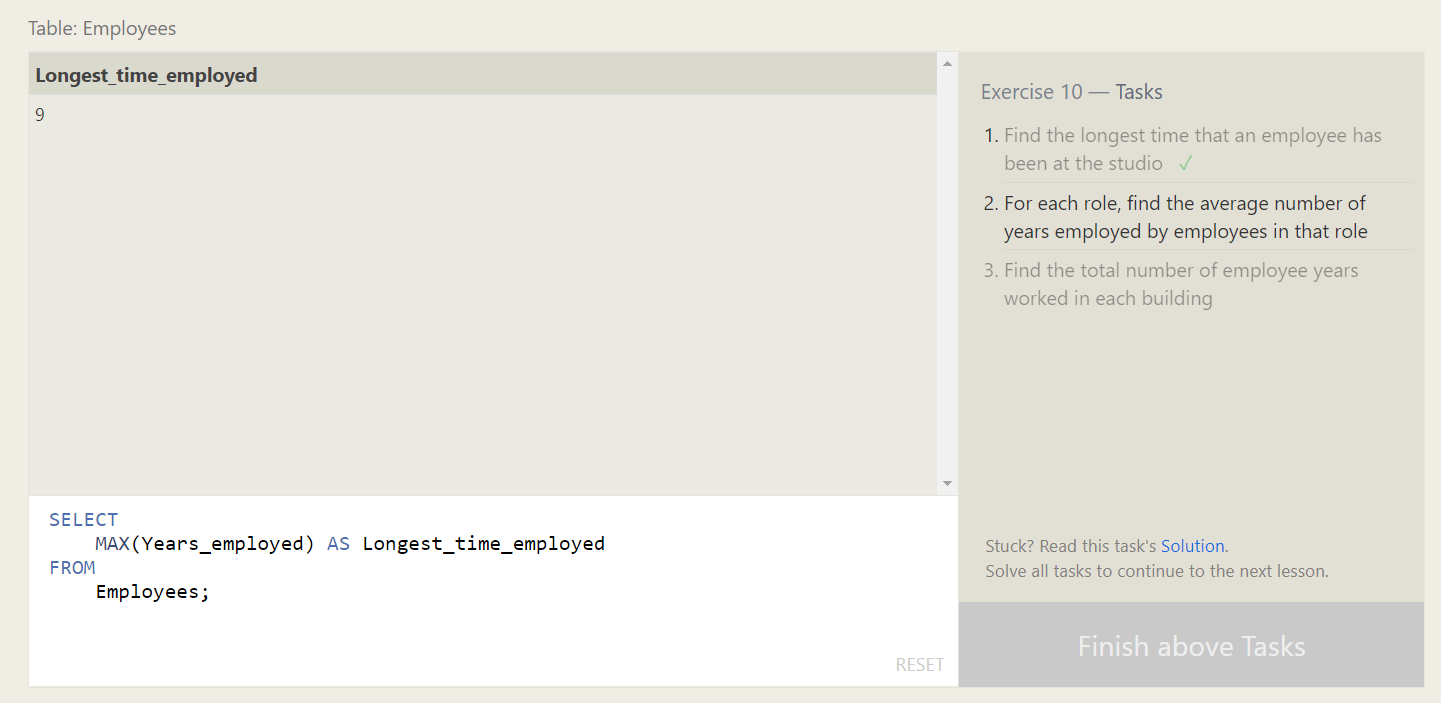 Table: Employees
Longest_time_employed
9
Exercise 10 — Tasks
1. Find the longest time that an employee has
been at the studio ✓
2. For each role, find the average number of
years employed by employees in that role
3. Find the total number of employee years
worked in each building
SELECT
    MAX(Years_employed) AS Longest_time_employed
FROM
    Employees;
RESET
Stuck? Read this task's Solution.
Solve all tasks to continue to the next lesson.
Finish above Tasks